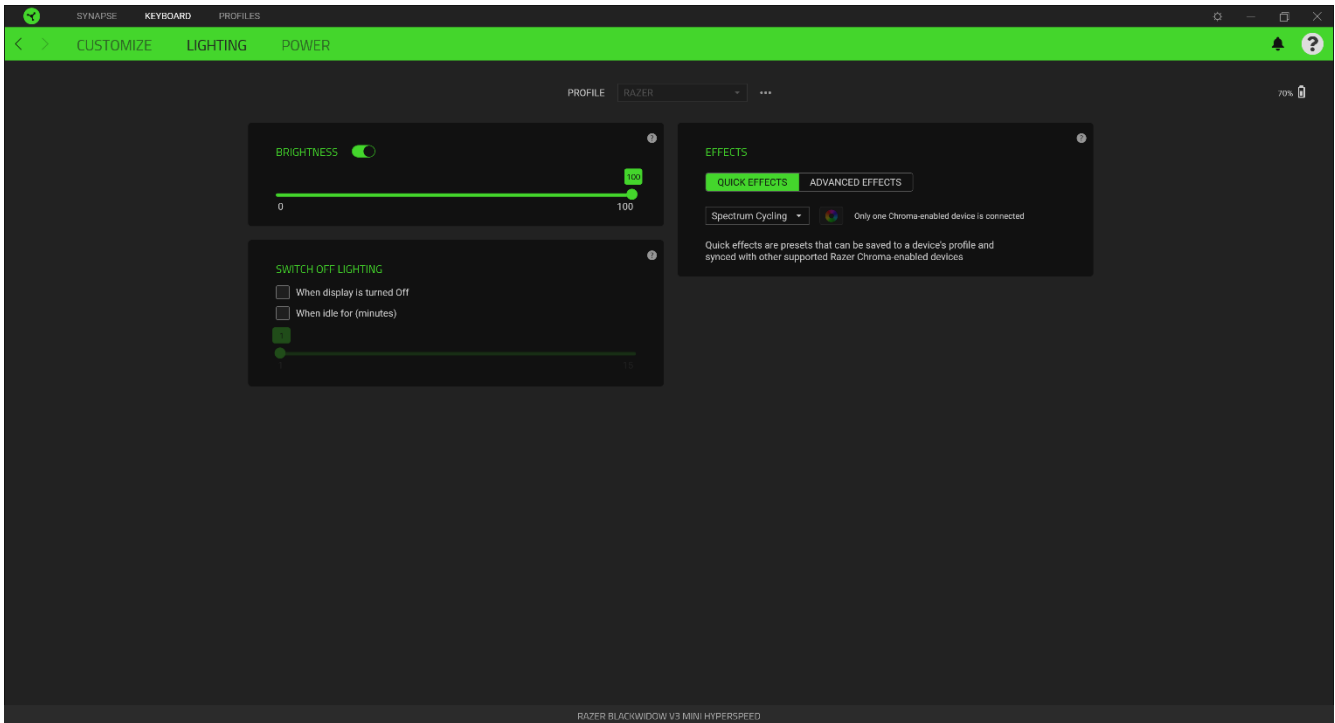 SYNAPSE KEYBOARD PROFILES
CUSTOMIZE LIGHTING POWER
?
PROFILE RAZER
70%
BRIGHTNESS
?
100
0 100
SWITCH OFF LIGHTING
?
When display is turned Off
When idle for (minutes)
1
1 15
EFFECTS
?
QUICK EFFECTS ADVANCED EFFECTS
Spectrum Cycling Only one Chroma-enabled device is connected
Quick effects are presets that can be saved to a device's profile and
synced with other supported Razer Chroma-enabled devices
RAZER BLACKWIDOW V3 MINI HYPERSPEED